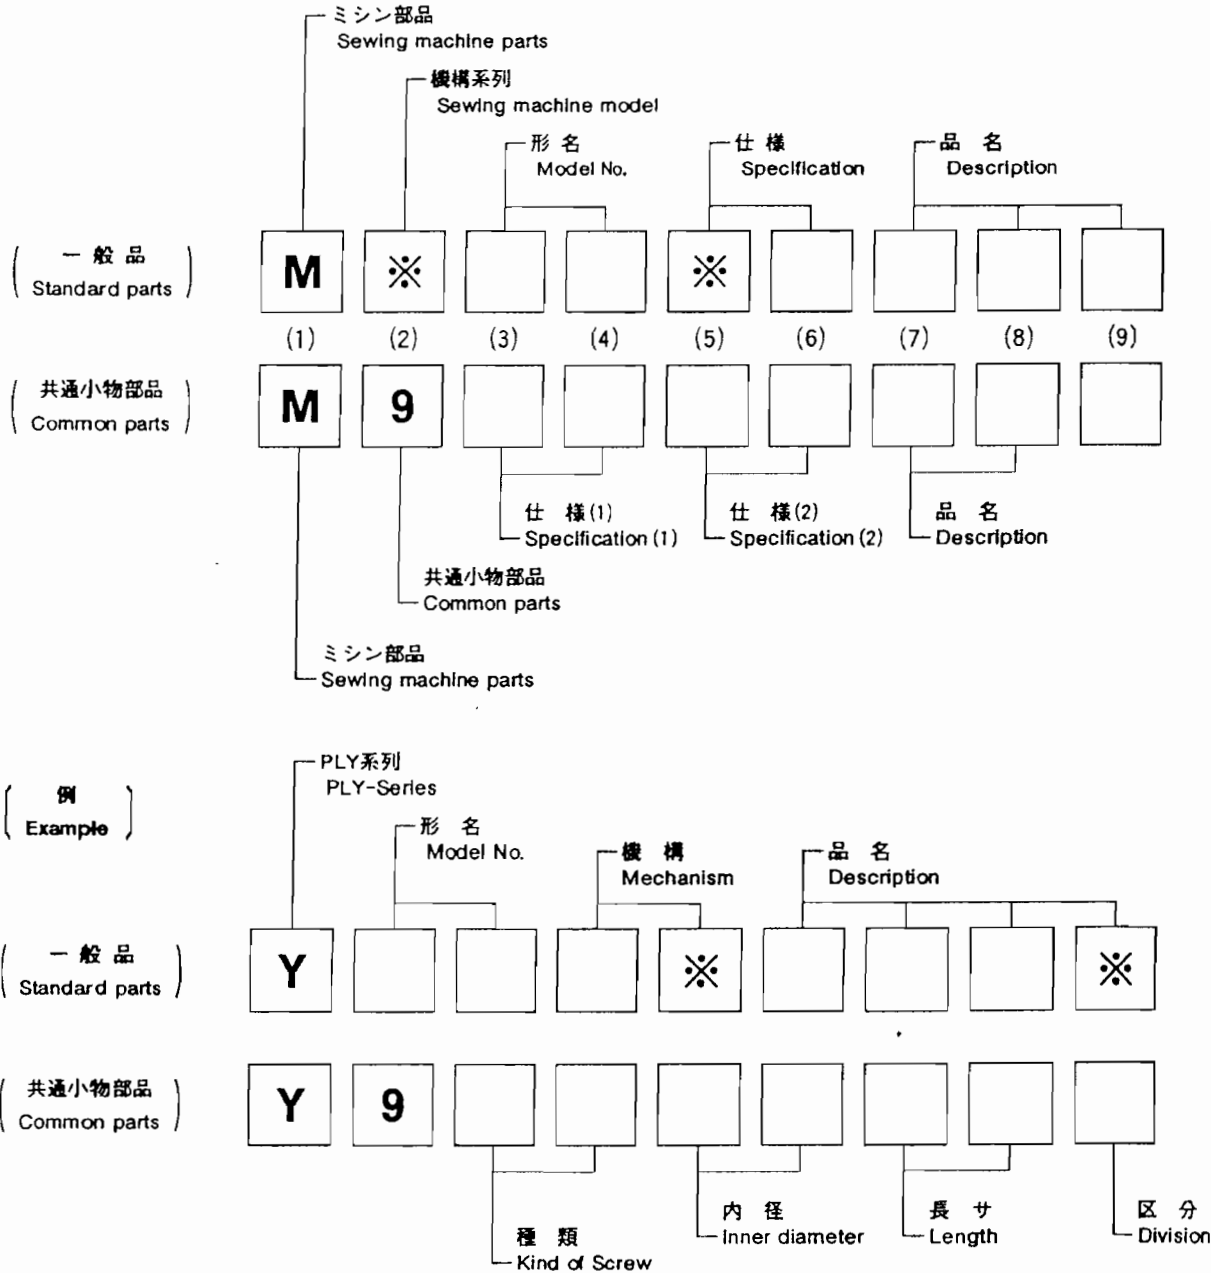 ミシン部品
Sewing machine parts
機構系列
Sewing machine model
形名
Model No.
仕様
Specification
品名
Description
一般品
Standard parts
M ※ ※
(1) (2) (3) (4) (5) (6) (7) (8) (9)
共通小物部品
Common parts
M 9
仕様(1)
Specification (1)
仕様(2)
Specification (2)
品名
Description
共通小物部品
Common parts
ミシン部品
Sewing machine parts
例
Example
PLY系列
PLY-Series
形名
Model No.
機構
Mechanism
品名
Description
一般品
Standard parts
Y ※ ※
共通小物部品
Common parts
Y 9
種類
Kind of Screw
内径
Inner diameter
長サ
Length
区分
Division